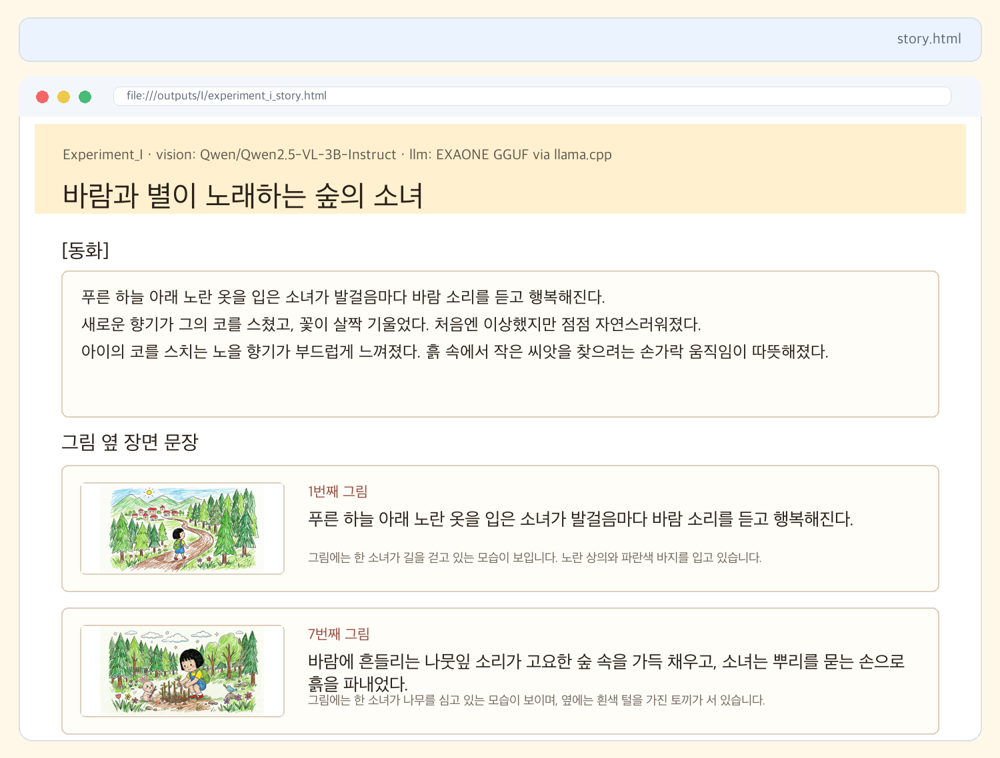 story.html
file:///outputs/I/experiment_i_story.html
Experiment_I · vision: Qwen/Qwen2.5-VL-3B-Instruct · llm: EXAONE GGUF via llama.cpp
바람과 별이 노래하는 숲의 소녀
[동화]
푸른 하늘 아래 노란 옷을 입은 소녀가 발걸음마다 바람 소리를 듣고 행복해진다.
새로운 향기가 그의 코를 스쳤고, 꽃이 살짝 기울었다. 처음엔 이상했지만 점점 자연스러워졌다.
아이의 코를 스치는 노을 향기가 부드럽게 느껴졌다. 흙 속에서 작은 씨앗을 찾으려는 손가락 움직임이 따뜻해졌다.
그림 옆 장면 문장
1번째 그림
푸른 하늘 아래 노란 옷을 입은 소녀가 발걸음마다 바람 소리를 듣고 행복해진다.
그림에는 한 소녀가 길을 걷고 있는 모습이 보입니다. 노란 상의와 파란색 바지를 입고 있습니다.
7번째 그림
바람에 흔들리는 나뭇잎 소리가 고요한 숲 속을 가득 채우고, 소녀는 뿌리를 묻는 손으로
흙을 파내었다.
그림에는 한 소녀가 나무를 심고 있는 모습이 보이며, 옆에는 흰색 털을 가진 토끼가 서 있습니다.